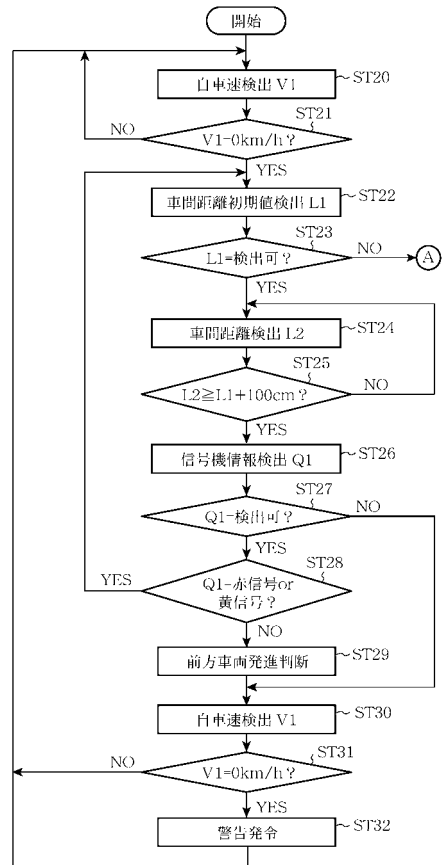 開始
自車速検出 V1
ST20
V1=0km/h？
ST21
NO
YES
車間距離初期値検出 L1
ST22
L1=検出可？
ST23
NO
A
YES
車間距離検出 L2
ST24
L2≧L1+100cm？
ST25
NO
YES
信号機情報検出 Q1
ST26
Q1=検出可？
ST27
NO
YES
Q1=赤信号or
黄信号？
ST28
YES
NO
前方車両発進判断
ST29
自車速検出 V1
ST30
V1=0km/h？
ST31
NO
YES
警告発令
ST32